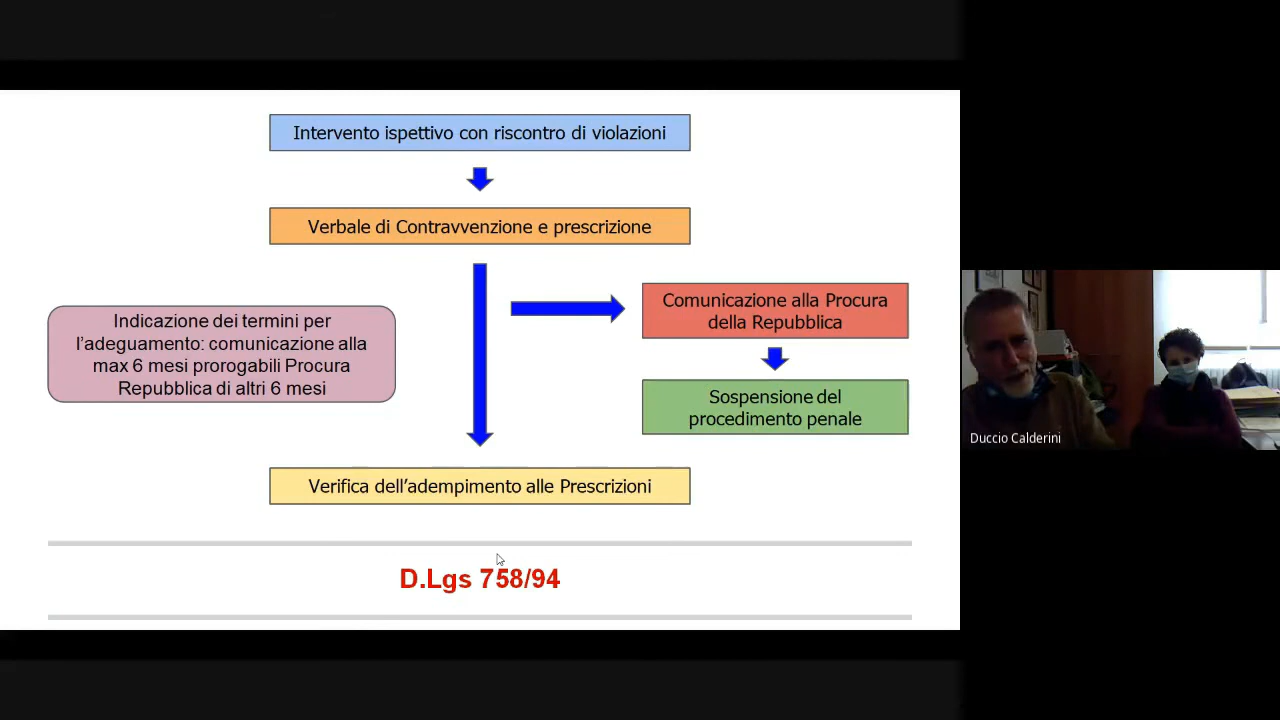 Intervento ispettivo con riscontro di violazioni
Verbale di Contravvenzione e prescrizione
Indicazione dei termini per
l’adeguamento: comunicazione alla
max 6 mesi prorogabili Procura
Repubblica di altri 6 mesi
Comunicazione alla Procura
della Repubblica
Sospensione del
procedimento penale
Verifica dell’adempimento alle Prescrizioni
D.Lgs 758/94
Duccio Calderini